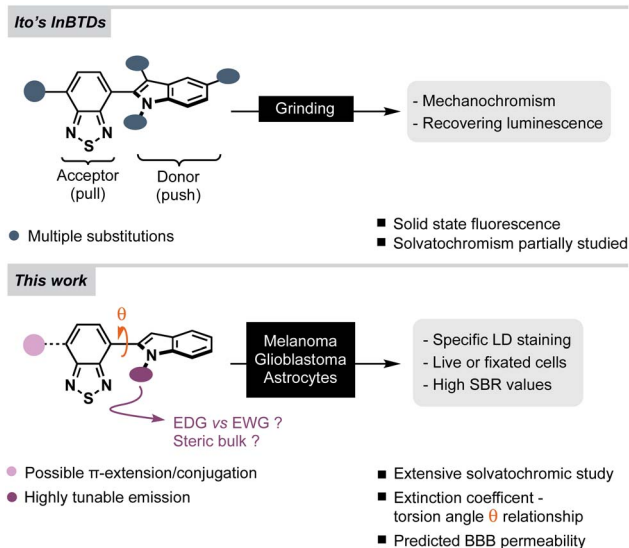 Ito's InBTDs
N
N
S
N
Acceptor
(pull)
Donor
(push)
Grinding
- Mechanochromism
- Recovering luminescence
● Multiple substitutions
■ Solid state fluorescence
■ Solvatochromism partially studied
This work
θ
N
N
S
N
EDG vs EWG ?
Steric bulk ?
Melanoma
Glioblastoma
Astrocytes
- Specific LD staining
- Live or fixated cells
- High SBR values
● Possible π-extension/conjugation
● Highly tunable emission
■ Extensive solvatochromic study
■ Extinction coefficent -
torsion angle θ relationship
■ Predicted BBB permeability